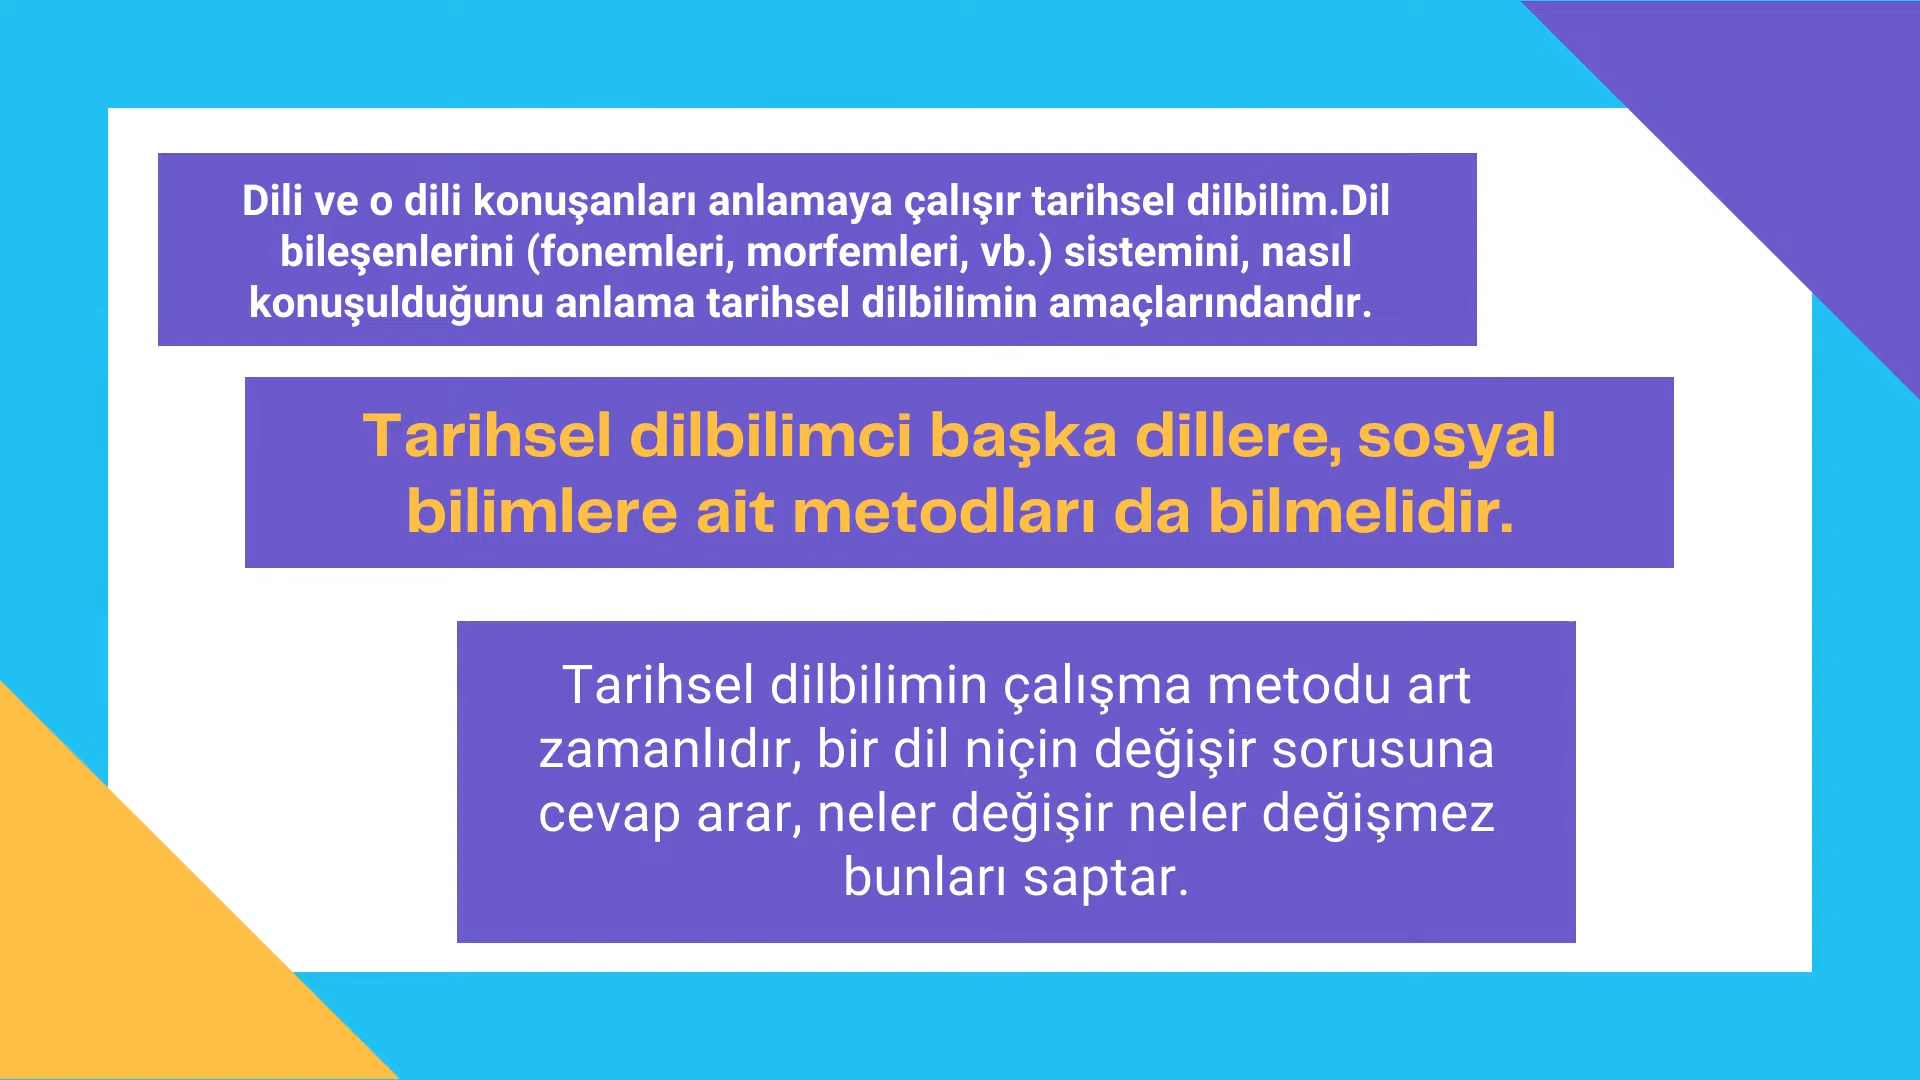 Dili ve o dili konuşanları anlamaya çalışır tarihsel dilbilim.Dil
bileşenlerini (fonemleri, morfemleri, vb.) sistemini, nasıl
konuşulduğunu anlama tarihsel dilbilimin amaçlarındandır.
Tarihsel dilbilimci başka dillere, sosyal
bilimlere ait metodları da bilmelidir.
Tarihsel dilbilimin çalışma metodu art
zamanlıdır, bir dil niçin değişir sorusuna
cevap arar, neler değişir neler değişmez
bunları saptar.